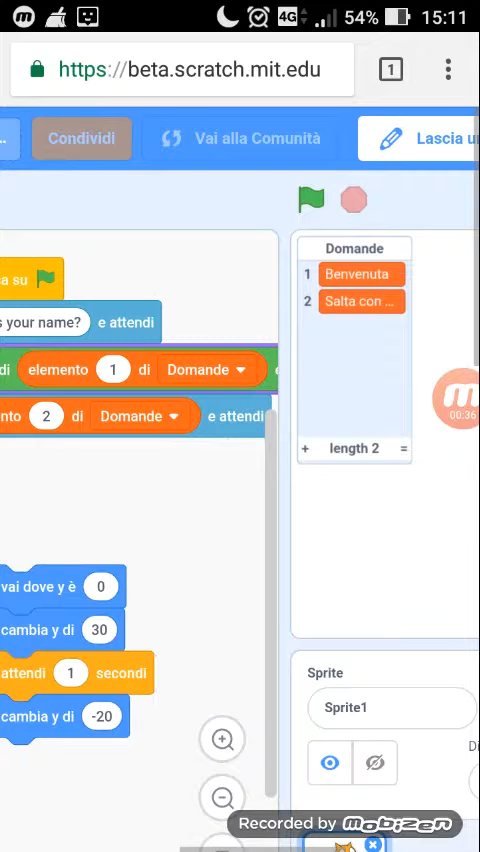 4G 54% 15:11
https://beta.scratch.mit.edu 1
Condividi Vai alla Comunità Lascia
a su
s your name? e attendi
di elemento 1 di Domande
nto 2 di Domande e attendi
Domande
1 Benvenuta
2 Salta con ...
+ length 2 =
00:36
vai dove y è 0
cambia y di 30
attendi 1 secondi
cambia y di -20
Sprite
Sprite1
Recorded by mobizen